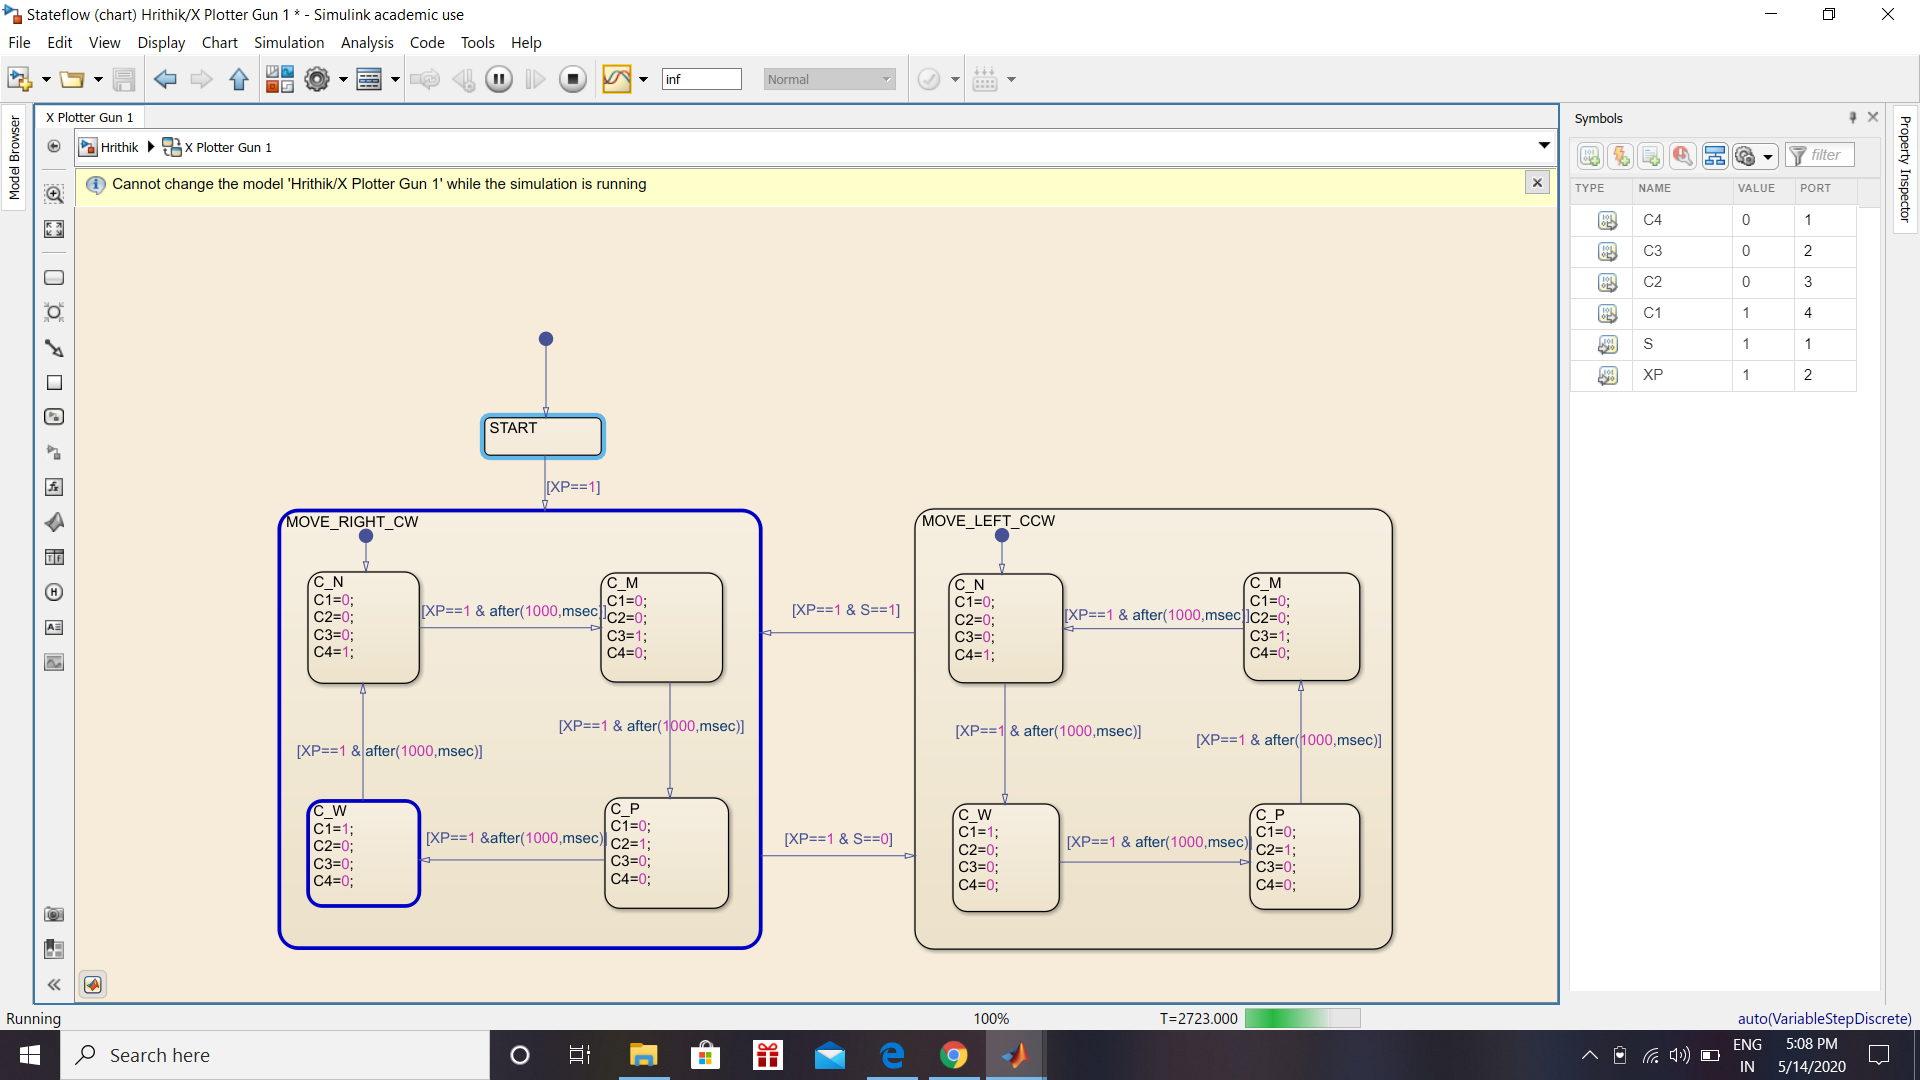 Stateflow (chart) Hrithik/X Plotter Gun 1 * - Simulink academic use
File Edit View Display Chart Simulation Analysis Code Tools Help
inf Normal
Model Browser
X Plotter Gun 1
Hrithik X Plotter Gun 1
Cannot change the model 'Hrithik/X Plotter Gun 1' while the simulation is running
START
[XP==1]
MOVE_RIGHT_CW
C_N
C1=0;
C2=0;
C3=0;
C4=1;
[XP==1 & after(1000,msec)]
C_M
C1=0;
C2=0;
C3=1;
C4=0;
[XP==1 & after(1000,msec)]
[XP==1 & after(1000,msec)]
C_W
C1=1;
C2=0;
C3=0;
C4=0;
[XP==1 &after(1000,msec)]
C_P
C1=0;
C2=1;
C3=0;
C4=0;
[XP==1 & S==1]
[XP==1 & S==0]
MOVE_LEFT_CCW
C_N
C1=0;
C2=0;
C3=0;
C4=1;
[XP==1 & after(1000,msec)]
C_M
C1=0;
C2=0;
C3=1;
C4=0;
[XP==1 & after(1000,msec)]
[XP==1 & after(1000,msec)]
C_W
C1=1;
C2=0;
C3=0;
C4=0;
[XP==1 & after(1000,msec)
C_P
C1=0;
C2=1;
C3=0;
C4=0;
Symbols
filter
TYPE NAME VALUE PORT
C4 0 1
C3 0 2
C2 0 3
C1 1 4
S 1 1
XP 1 2
Property Inspector
Running 100% T=2723.000 auto(VariableStepDiscrete)
Search here
ENG
IN
5:08 PM
5/14/2020